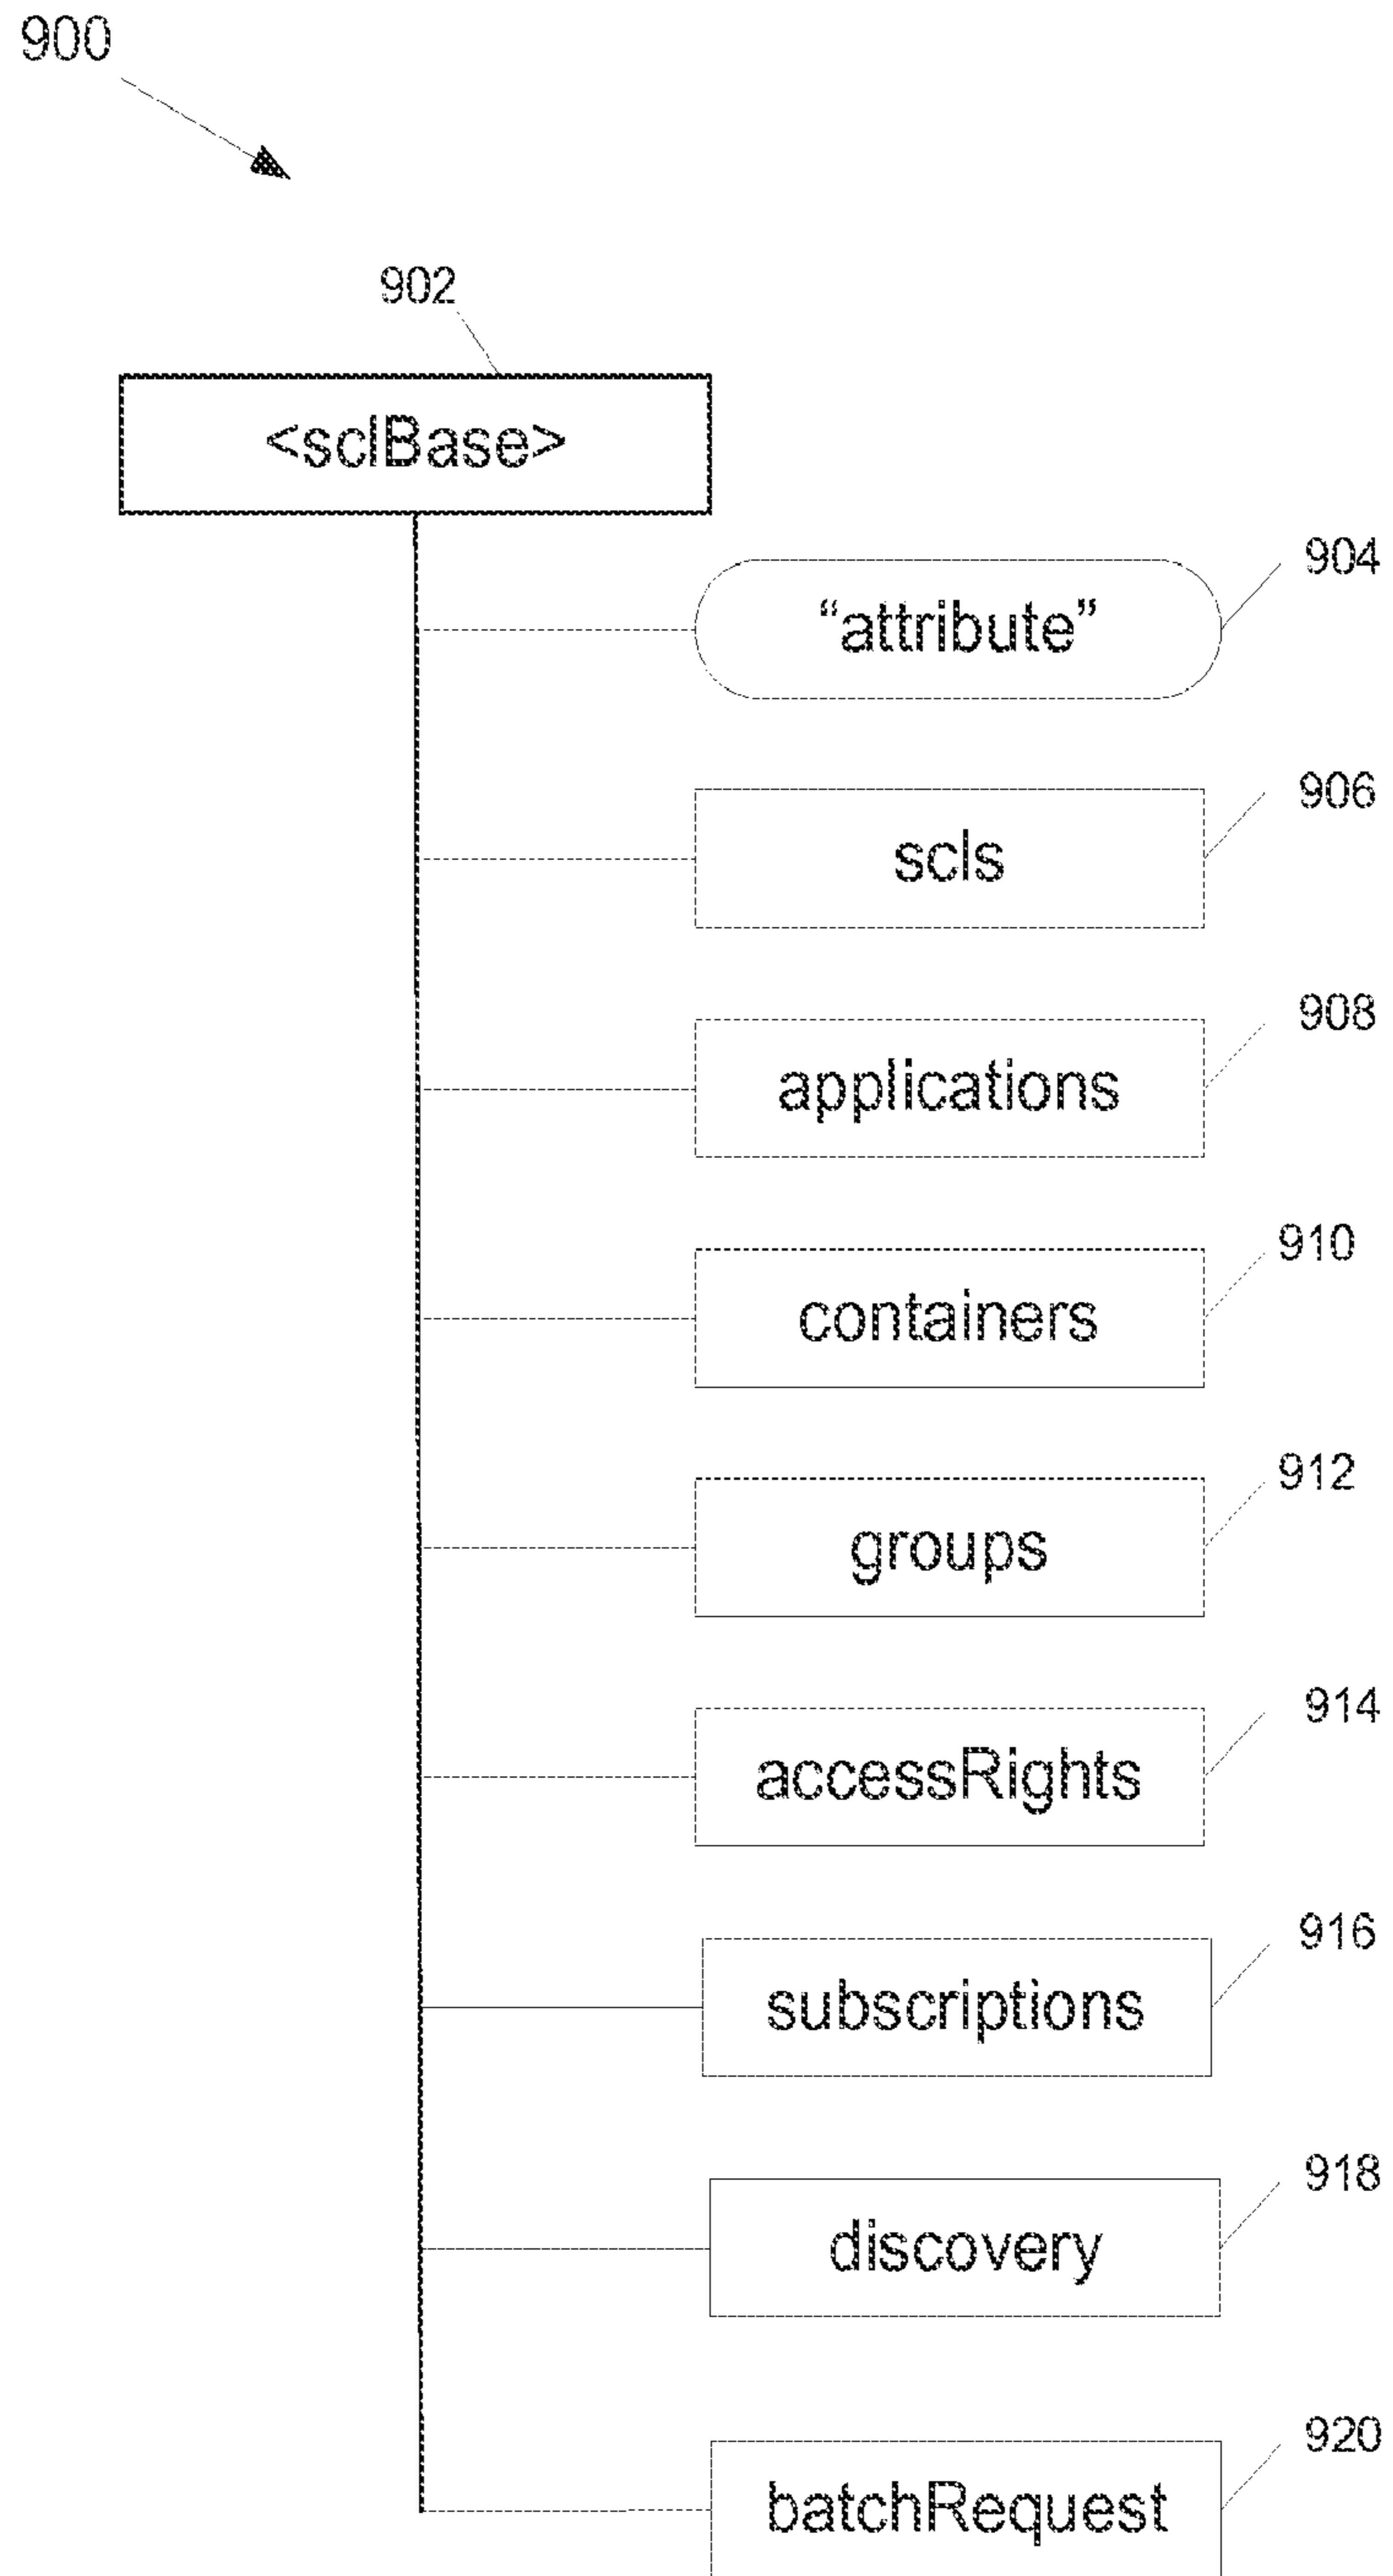 900
902
<sclBase>
904
“attribute”
906
scls
908
applications
910
containers
912
groups
914
accessRights
916
subscriptions
918
discovery
920
batchRequest